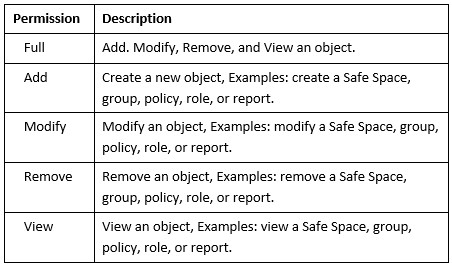 Permission Description
Full Add. Modify, Remove, and View an object.
Add Create a new object, Examples: create a Safe Space,
group, policy, role, or report.
Modify Modify an object, Examples: modify a Safe Space, group,
policy, role, or report.
Remove Remove an object, Examples: remove a Safe Space,
group, policy, role, or report.
View View an object, Examples: view a Safe Space, group,
policy, role, or report.